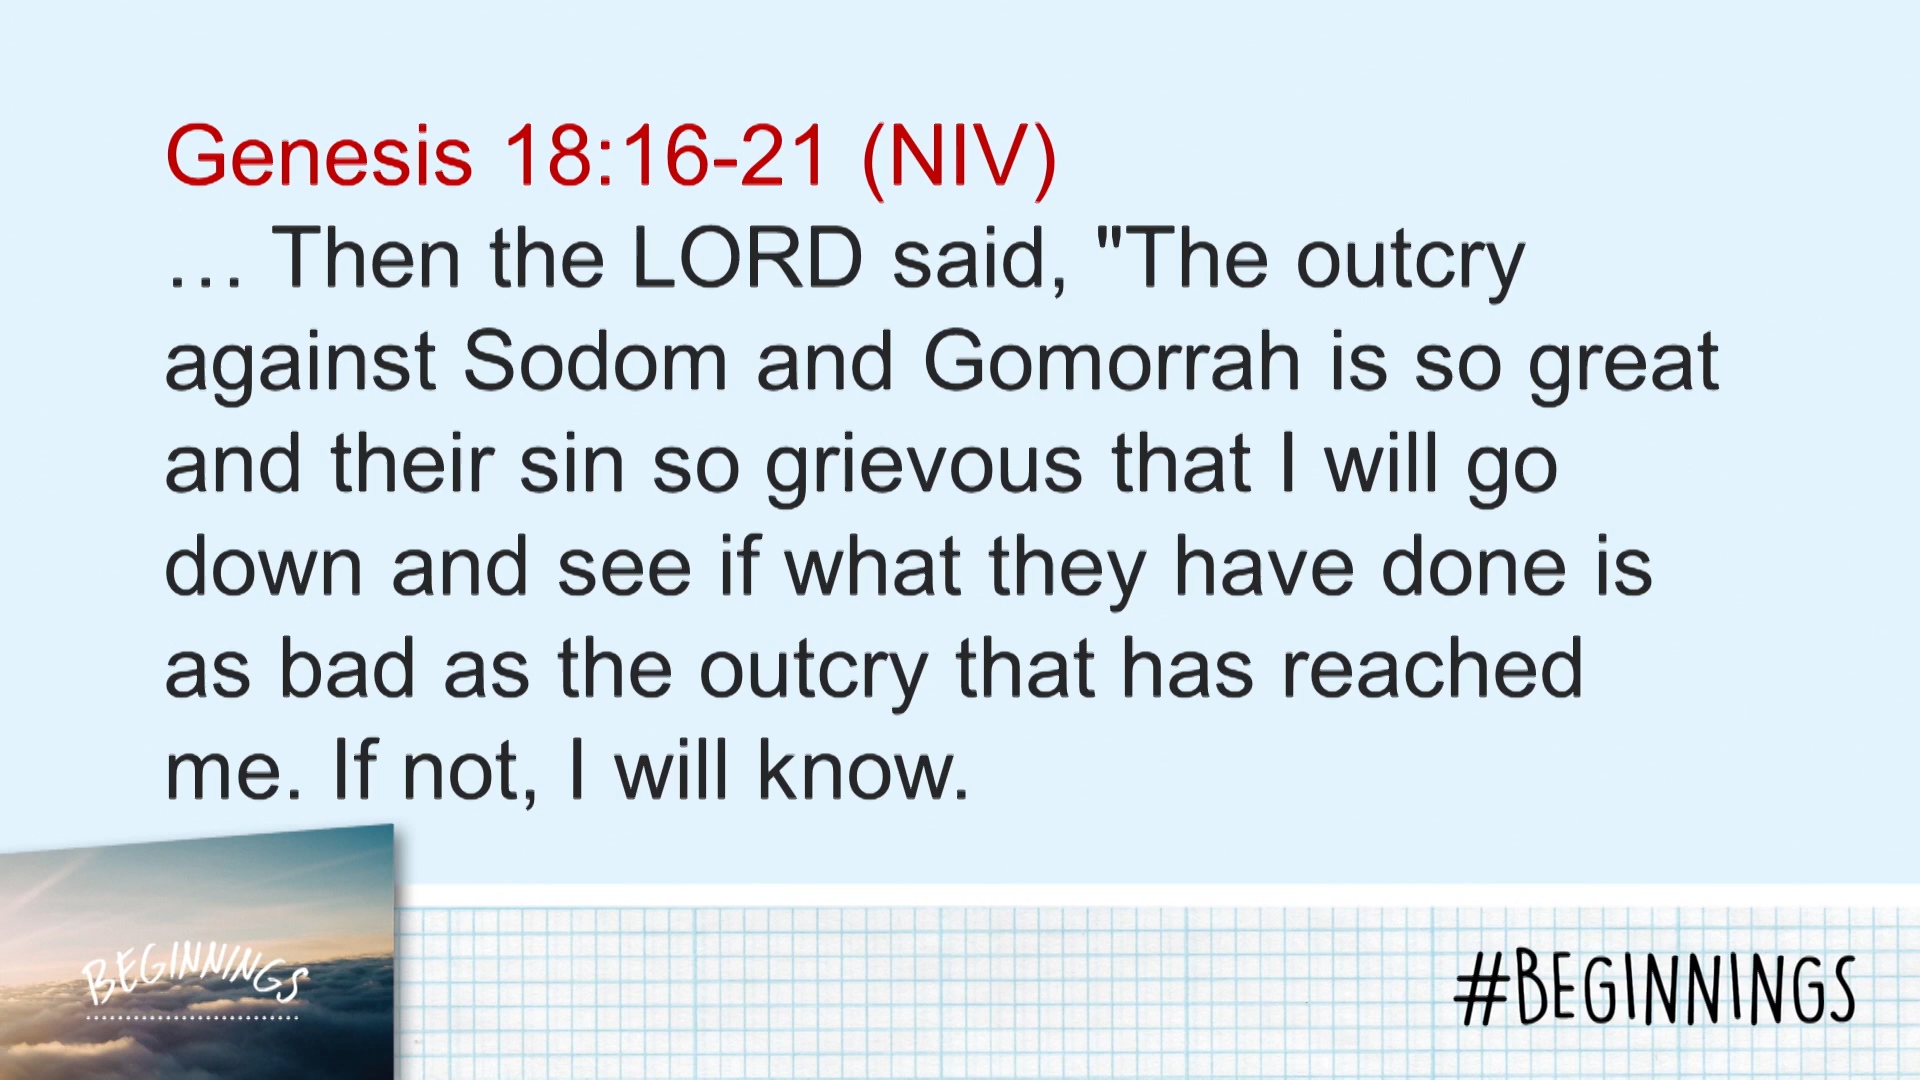 Genesis 18:16-21 (NIV)
… Then the LORD said, "The outcry
against Sodom and Gomorrah is so great
and their sin so grievous that I will go
down and see if what they have done is
as bad as the outcry that has reached
me. If not, I will know.
BEGINNINGS
#BEGINNINGS